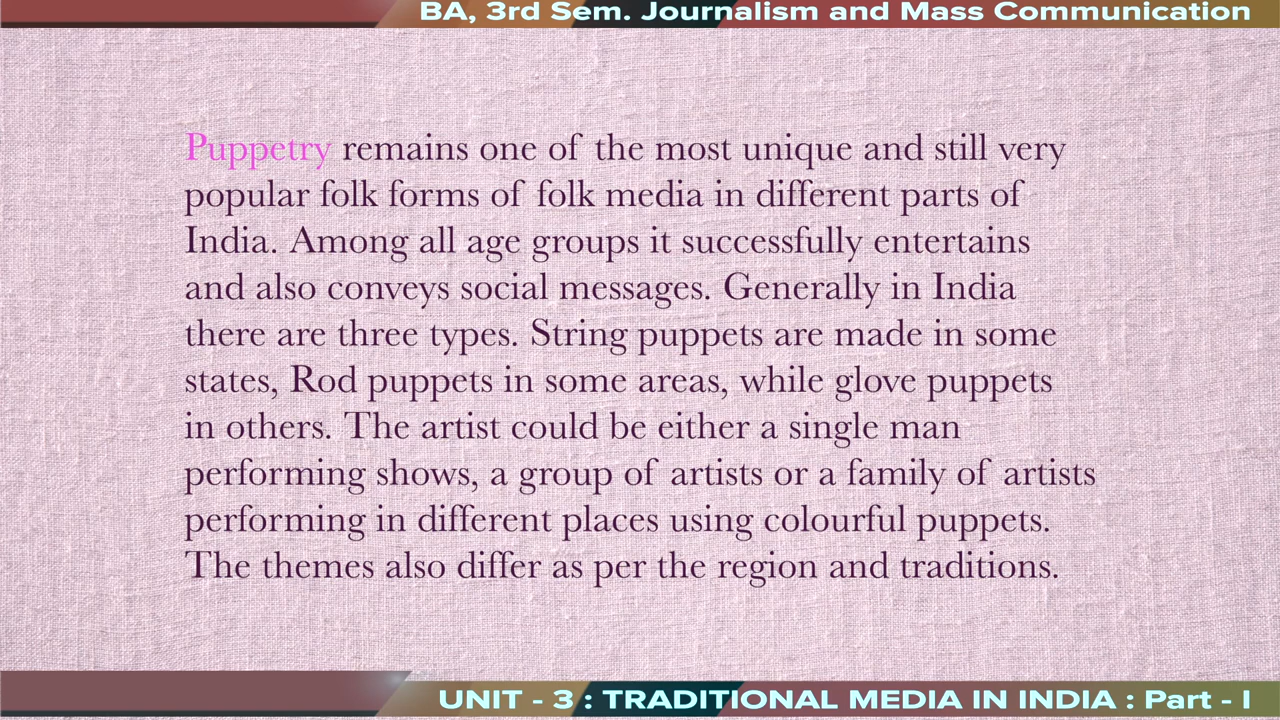 BA, 3rd Sem. Journalism and Mass Communication
Puppetry remains one of the most unique and still very
popular folk forms of folk media in different parts of
India. Among all age groups it successfully entertains
and also conveys social messages. Generally in India
there are three types. String puppets are made in some
states, Rod puppets in some areas, while glove puppets
in others. The artist could be either a single man
performing shows, a group of artists or a family of artists
performing in different places using colourful puppets.
The themes also differ as per the region and traditions.
UNIT - 3 : TRADITIONAL MEDIA IN INDIA : Part - I